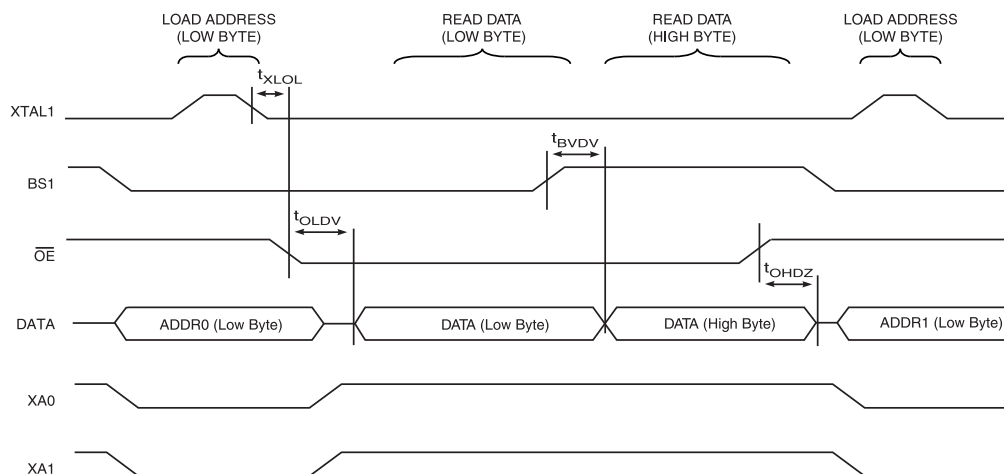 LOAD ADDRESS
(LOW BYTE)
READ DATA
(LOW BYTE)
READ DATA
(HIGH BYTE)
LOAD ADDRESS
(LOW BYTE)
tXLOL
XTAL1
tBVDV
BS1
tOLDV
OE
tOHDZ
DATA
ADDR0 (Low Byte)
DATA (Low Byte)
DATA (High Byte)
ADDR1 (Low Byte)
XA0
XA1